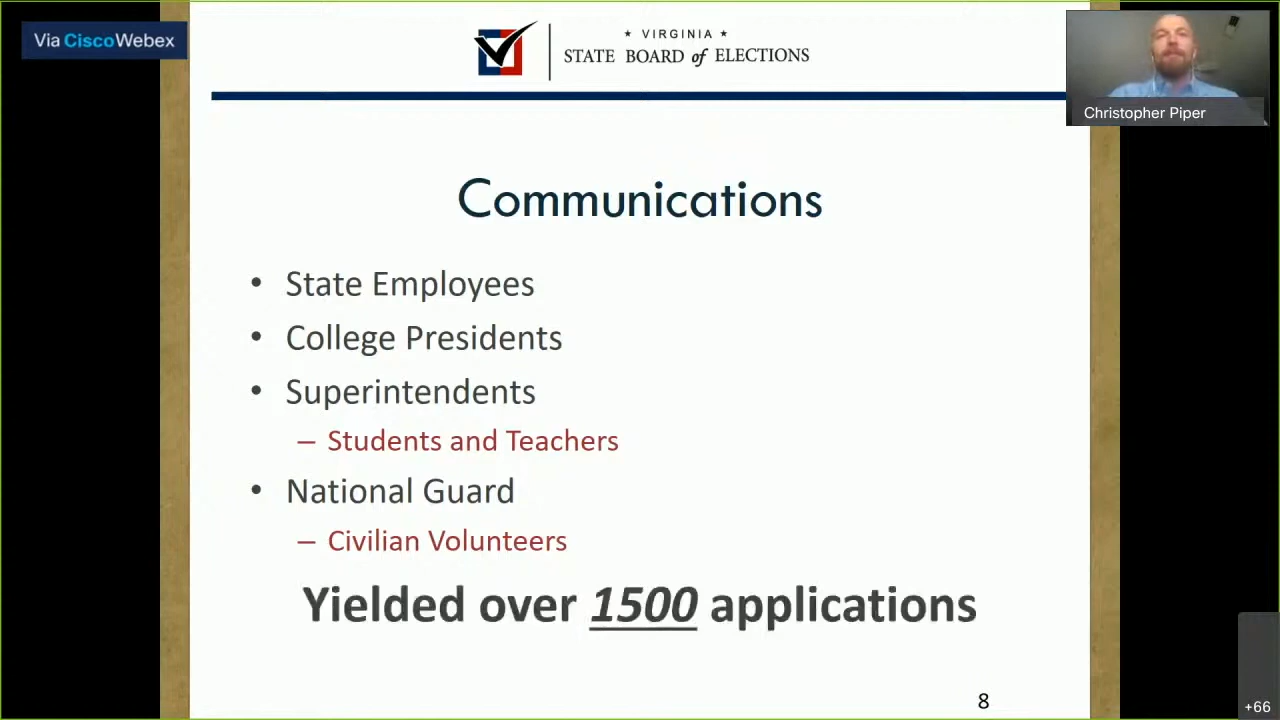 Via CiscoWebex
★ VIRGINIA ★
STATE BOARD of ELECTIONS
Christopher Piper
Communications
• State Employees
• College Presidents
• Superintendents
– Students and Teachers
• National Guard
– Civilian Volunteers
Yielded over 1500 applications
8
+66